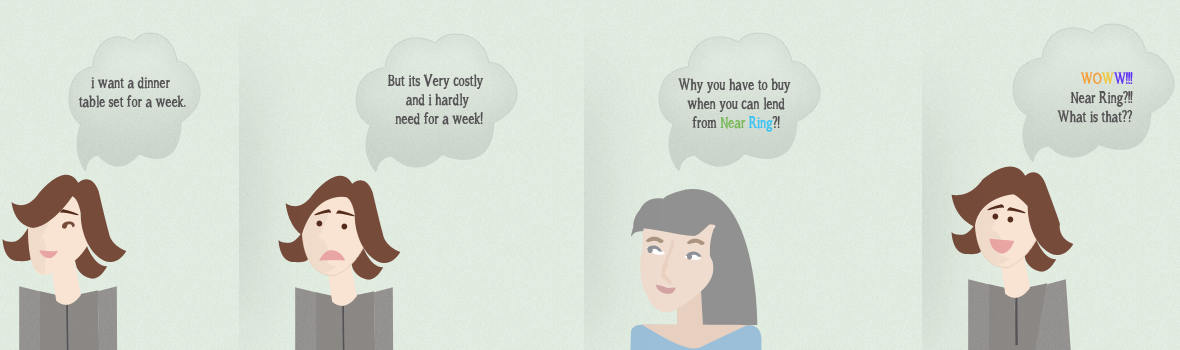 i want a dinner
table set for a week.
But its Very costly
and i hardly
need for a week!
Why you have to buy
when you can lend
from Near Ring?!
WOWW!!!
Near Ring?!!
What is that??